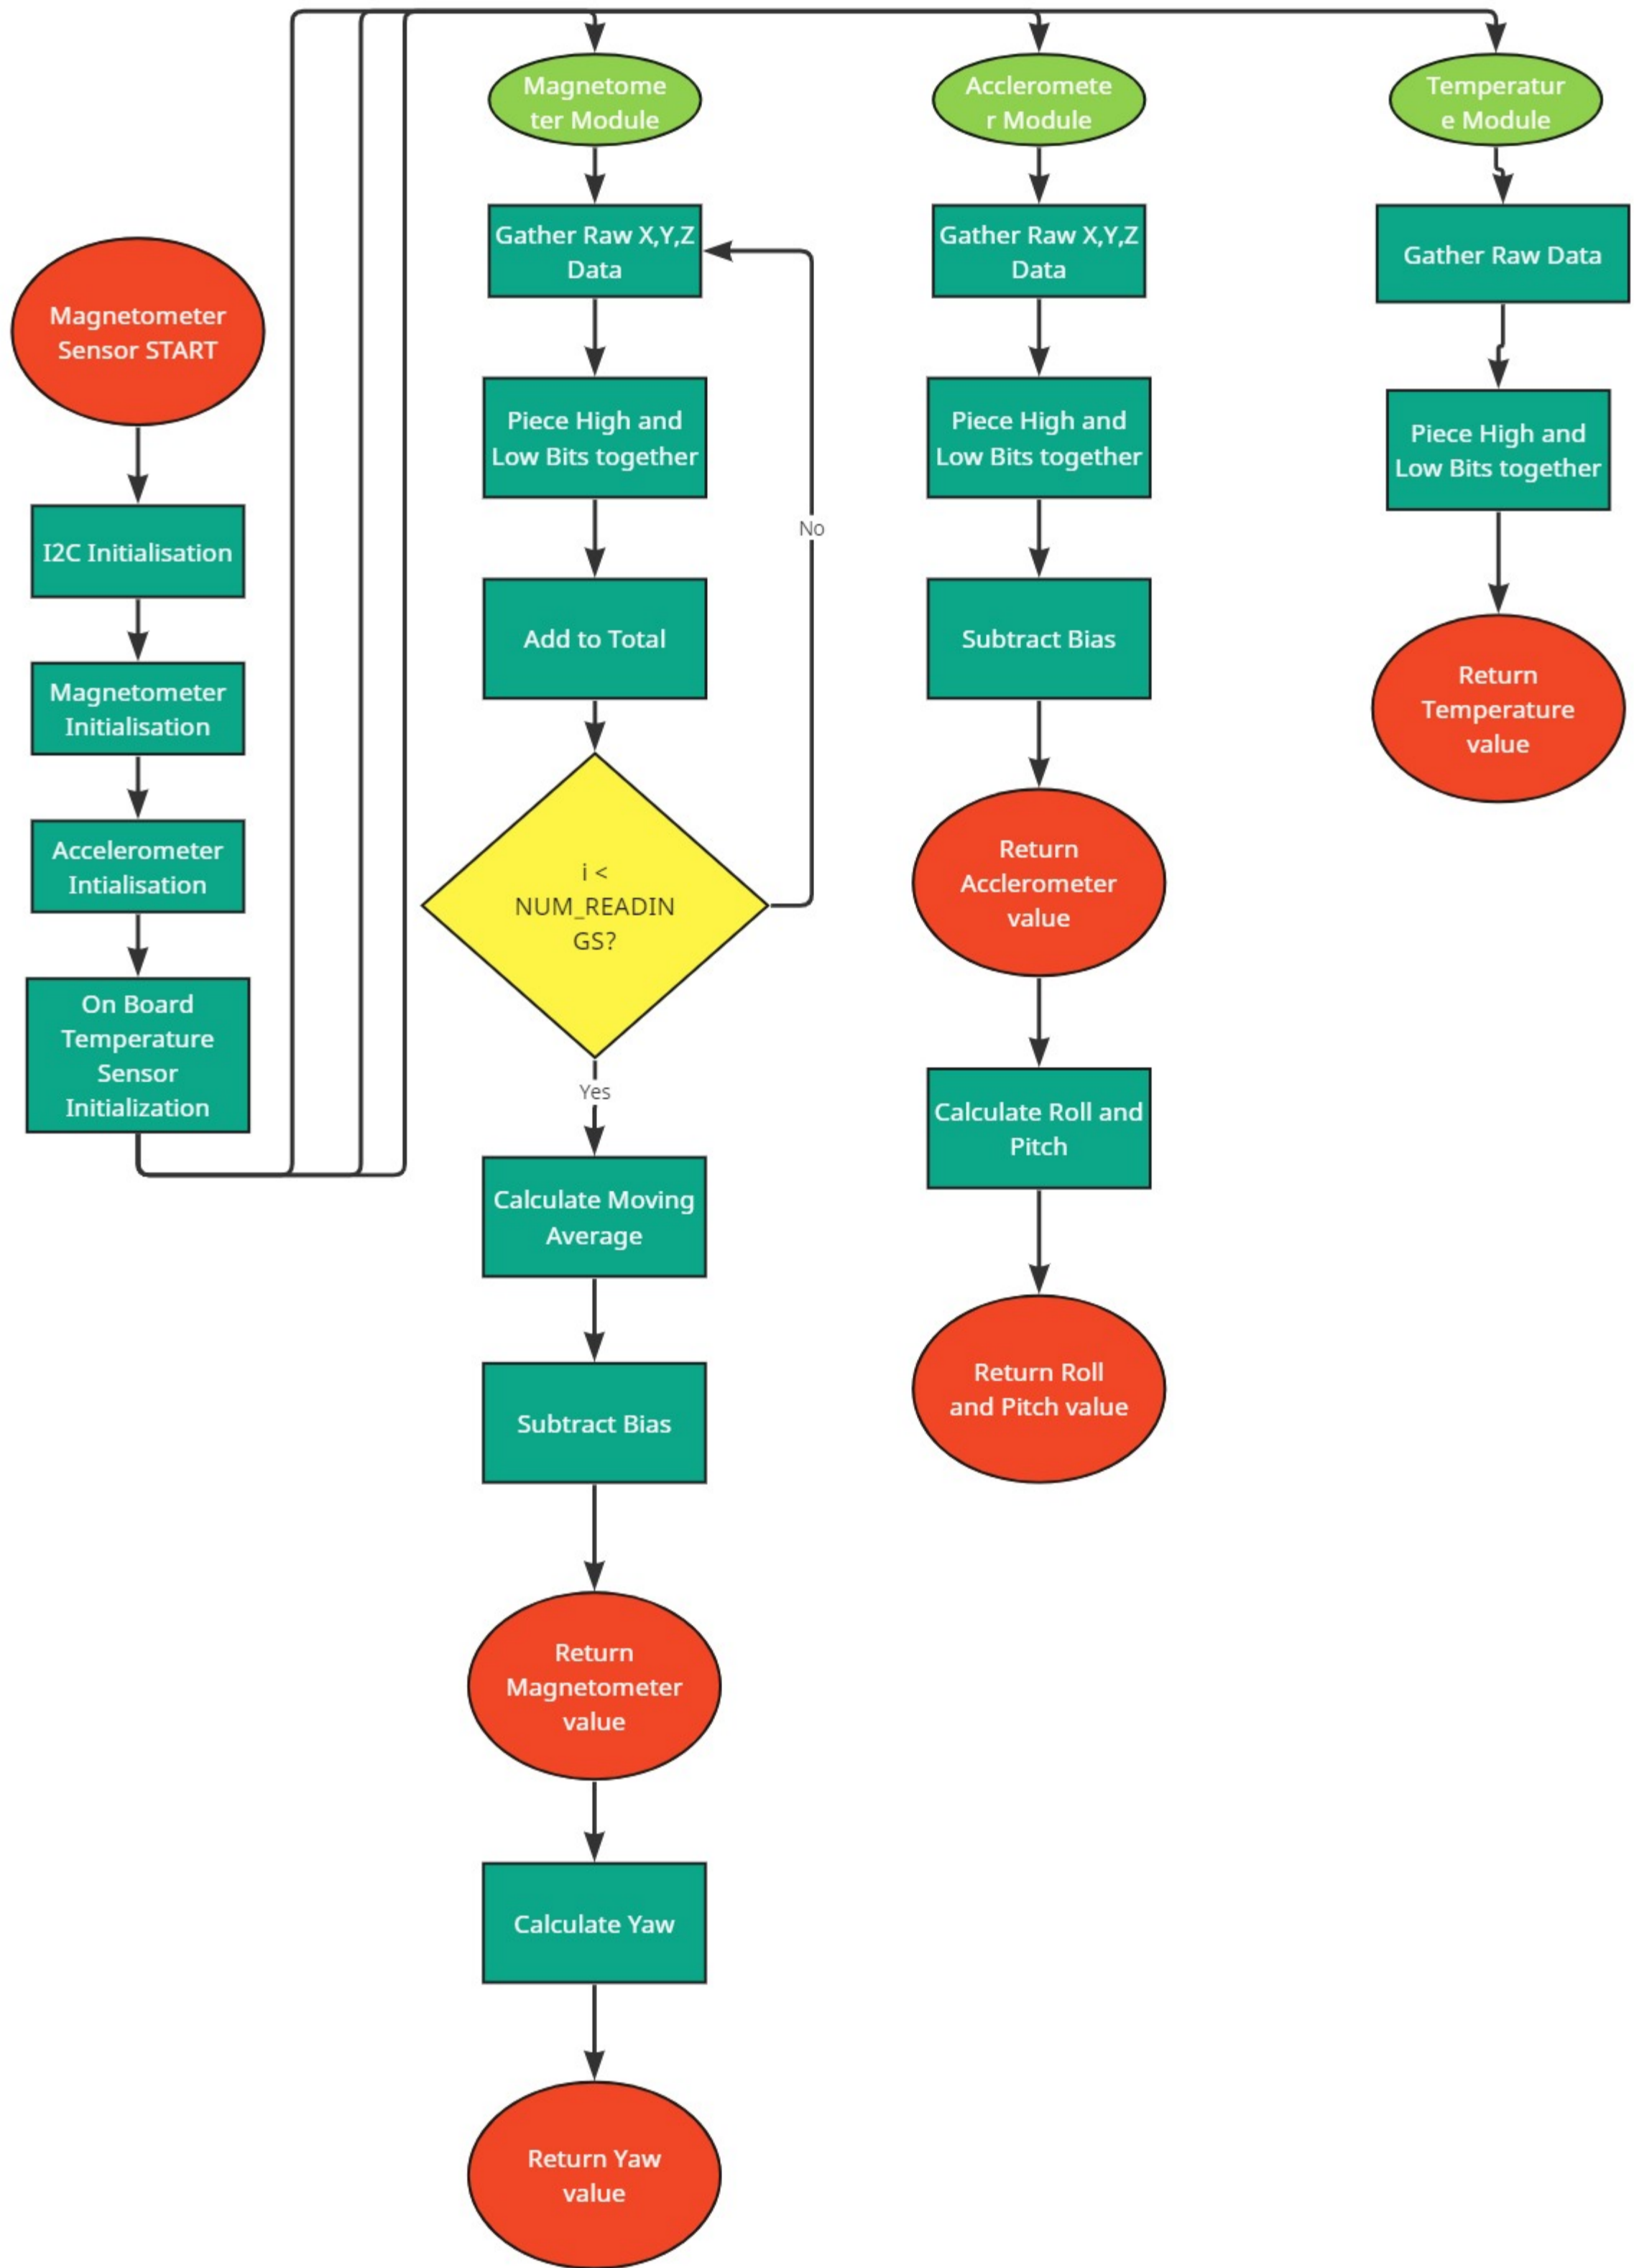 Magnetometer
Sensor START
I2C Initialisation
Magnetometer
Initialisation
Accelerometer
Intialisation
On Board
Temperature
Sensor
Initialization
Magnetome
ter Module
Gather Raw X,Y,Z
Data
Piece High and
Low Bits together
Add to Total
i <
NUM_READIN
GS?
No
Yes
Calculate Moving
Average
Subtract Bias
Return
Magnetometer
value
Calculate Yaw
Return Yaw
value
Accleromete
r Module
Gather Raw X,Y,Z
Data
Piece High and
Low Bits together
Subtract Bias
Return
Acclerometer
value
Calculate Roll and
Pitch
Return Roll
and Pitch value
Temperatur
e Module
Gather Raw Data
Piece High and
Low Bits together
Return
Temperature
value